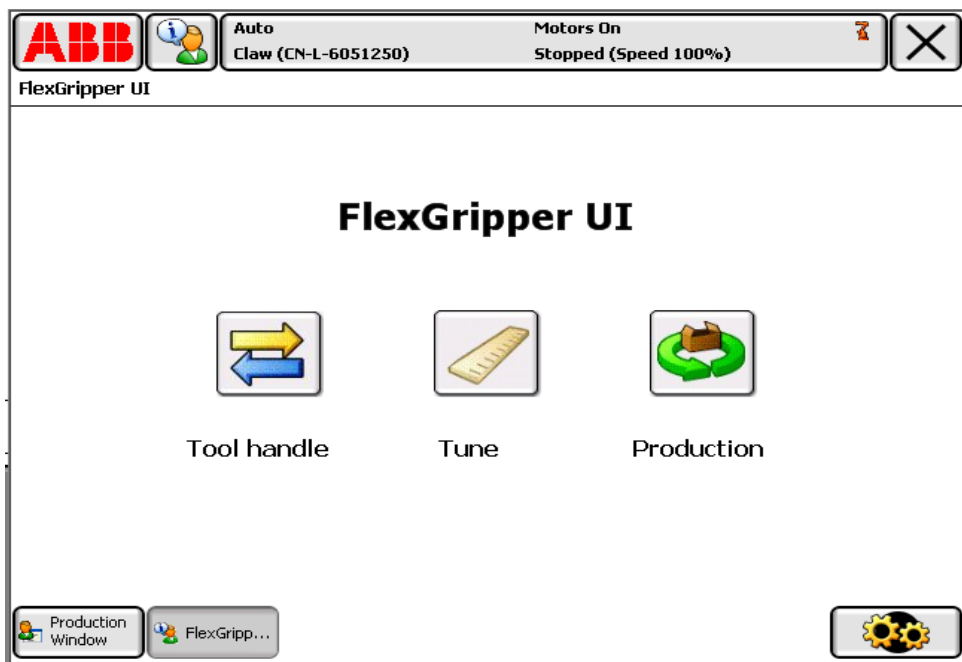 ABB
Auto
Claw (CN-L-6051250)
Motors On
Stopped (Speed 100%)
FlexGripper UI
FlexGripper UI
Tool handle
Tune
Production
Production
Window
FlexGripp...